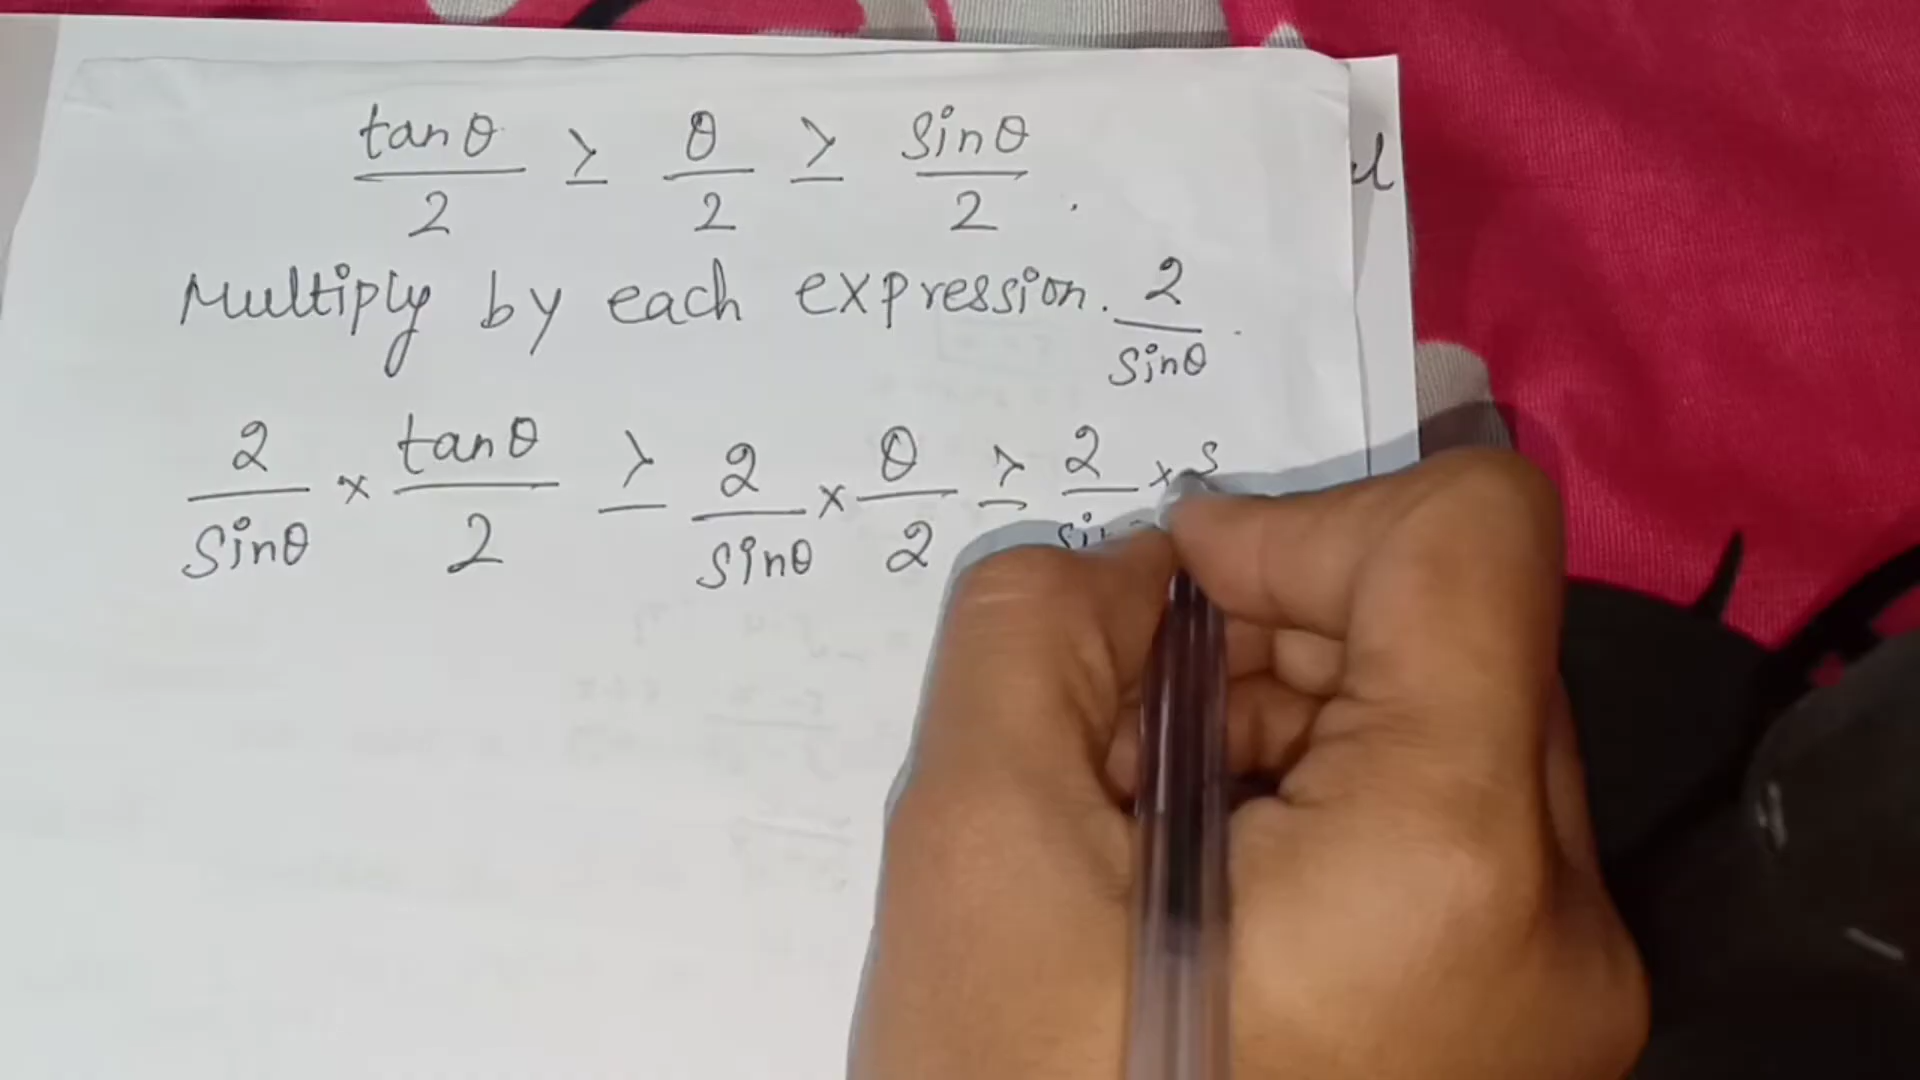 tanθ/2 ≥ θ/2 ≥ sinθ/2 .
Multiply by each expression. 2/sinθ .
2/sinθ × tanθ/2 ≥ 2/sinθ × θ/2 ≥ 2/sin × s